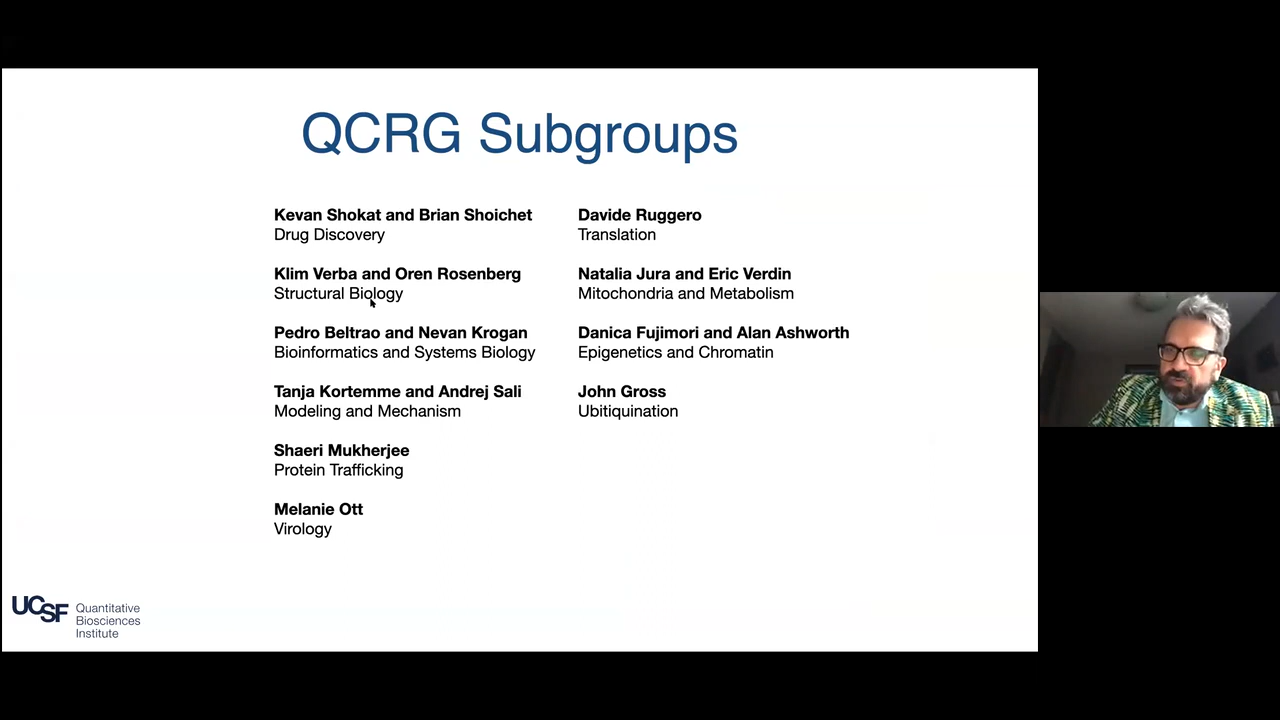 QCRG Subgroups
Kevan Shokat and Brian Shoichet
Drug Discovery
Klim Verba and Oren Rosenberg
Structural Biology
Pedro Beltrao and Nevan Krogan
Bioinformatics and Systems Biology
Tanja Kortemme and Andrej Sali
Modeling and Mechanism
Shaeri Mukherjee
Protein Trafficking
Melanie Ott
Virology
Davide Ruggero
Translation
Natalia Jura and Eric Verdin
Mitochondria and Metabolism
Danica Fujimori and Alan Ashworth
Epigenetics and Chromatin
John Gross
Ubitiquination
UCSF
Quantitative
Biosciences
Institute